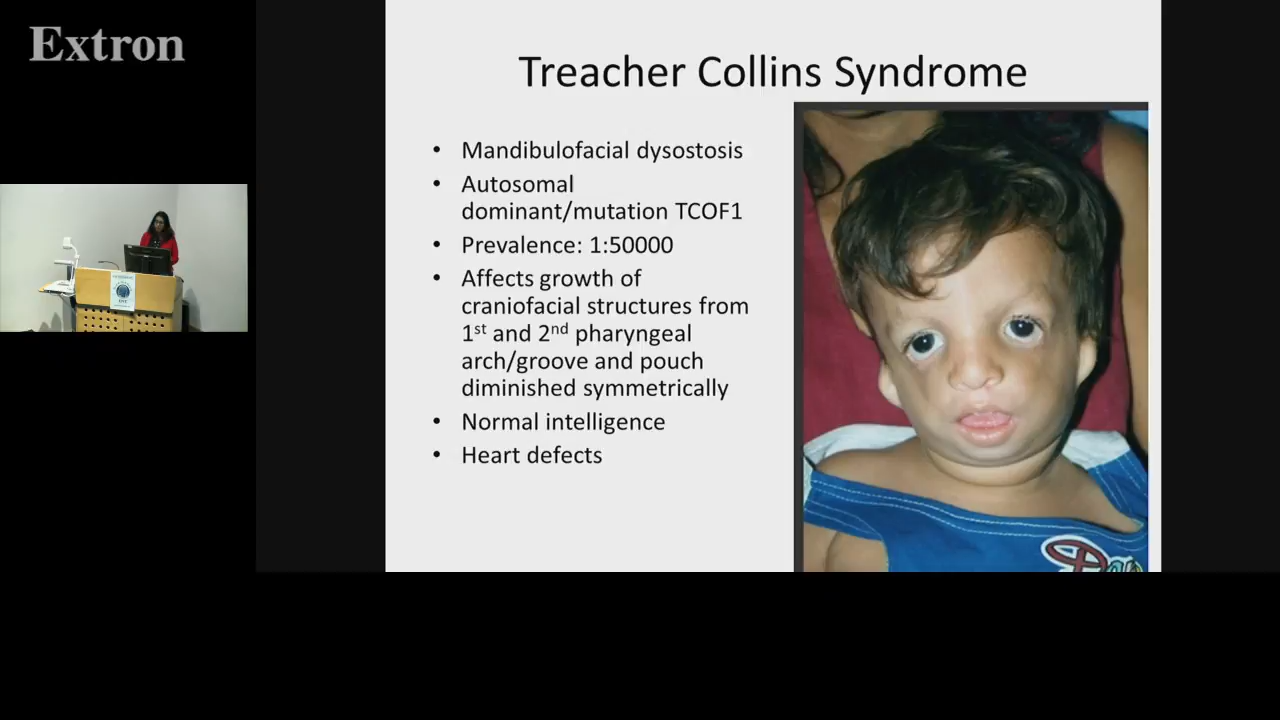 Extron
Treacher Collins Syndrome
• Mandibulofacial dysostosis
• Autosomal
dominant/mutation TCOF1
• Prevalence: 1:50000
• Affects growth of
craniofacial structures from
1st and 2nd pharyngeal
arch/groove and pouch
diminished symmetrically
• Normal intelligence
• Heart defects